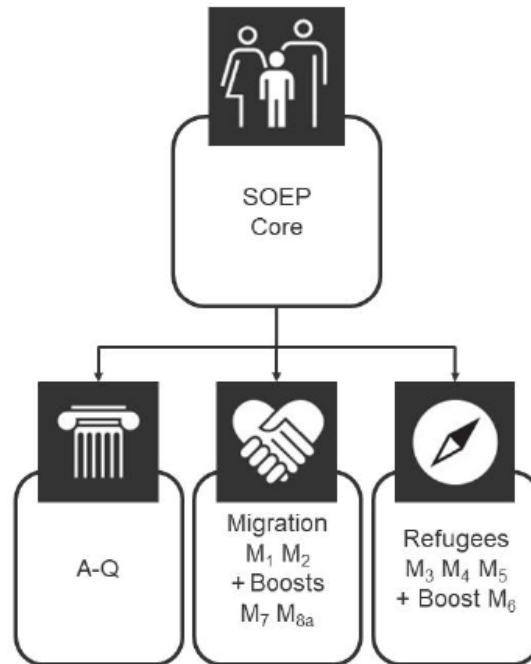 SOEP
Core
A-Q
Migration
M₁ M₂
+ Boosts
M₇ M₈ₐ
Refugees
M₃ M₄ M₅
+ Boost M₆